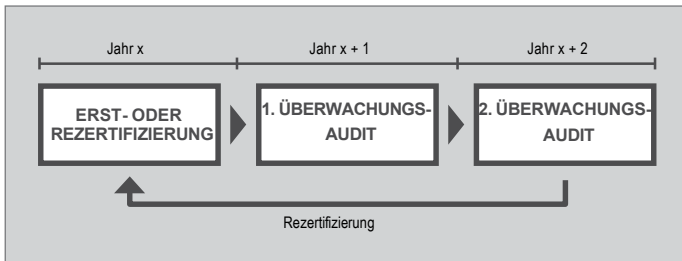 Jahr x
Jahr x + 1
Jahr x + 2
ERST- ODER
REZERTIFIZIERUNG
1. ÜBERWACHUNGS-
AUDIT
2. ÜBERWACHUNGS-
AUDIT
Rezertifizierung